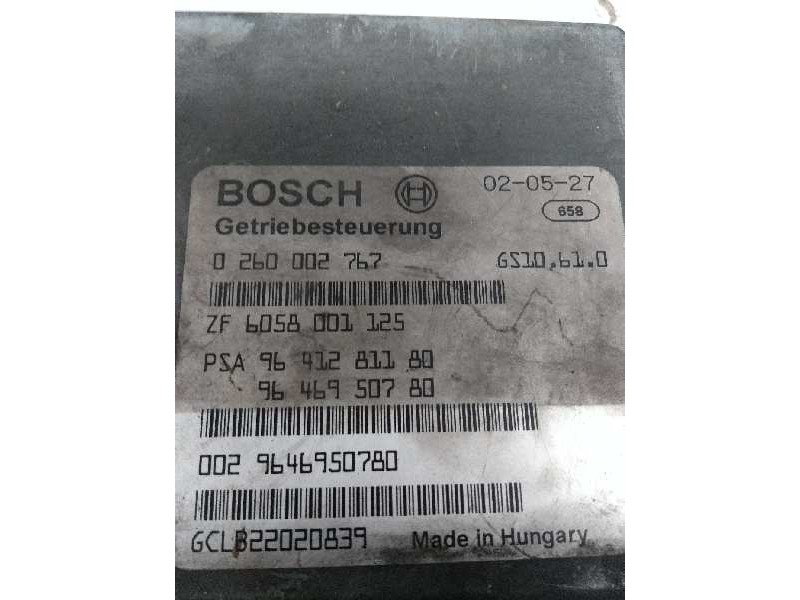 BOSCH 02-05-27
658
Getriebesteuerung
0 260 002 767 GS10.61.0
ZF 6058 001 125
PSA 96 412 811 80
96 469 507 80
002 9646950780
GCLB22020839 Made in Hungary